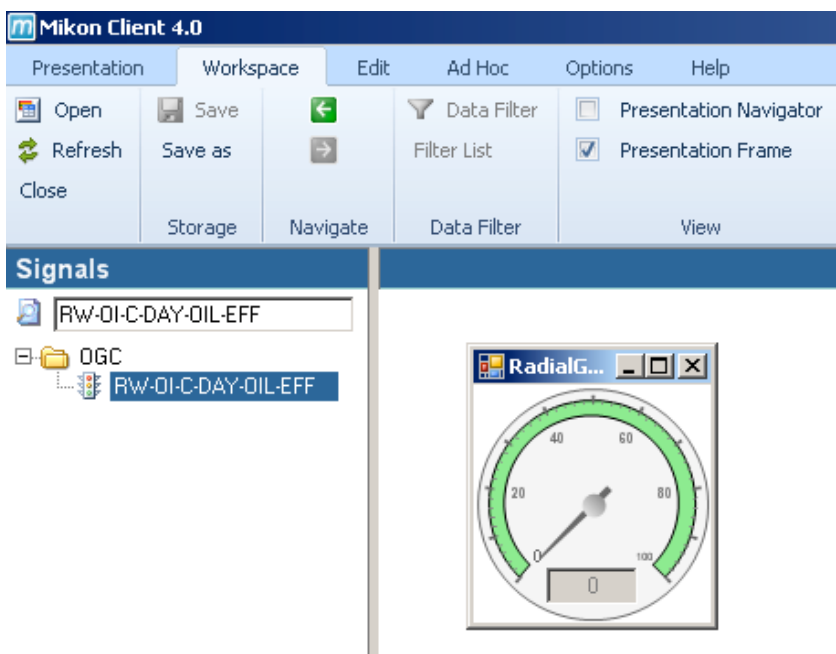 Mikon Client 4.0
Presentation Workspace Edit Ad Hoc Options Help
Open Save Data Filter Presentation Navigator
Refresh Save as Filter List Presentation Frame
Close
Storage Navigate Data Filter View
Signals
RW-OI-C-DAY-OIL-EFF
OGC
RW-OI-C-DAY-OIL-EFF
RadialG...
40 60
20 80
0 100
0